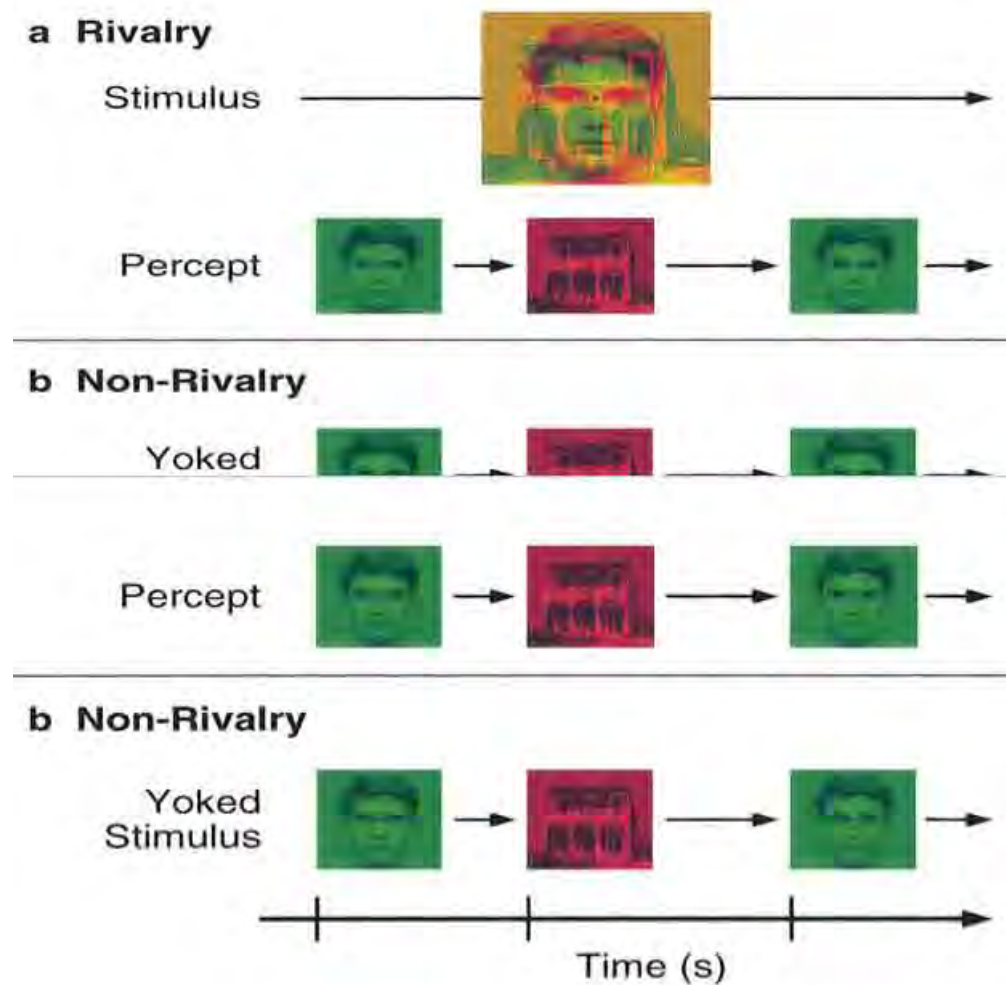 a Rivalry
Stimulus
Percept
b Non-Rivalry
Yoked
Percept
b Non-Rivalry
Yoked
Stimulus
Time (s)